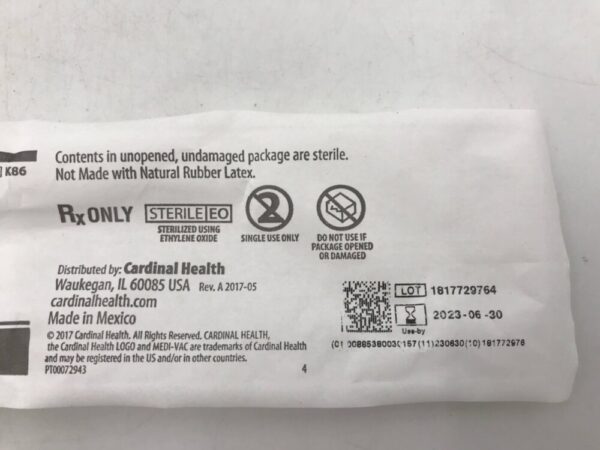 K86
Contents in unopened, undamaged package are sterile.
Not Made with Natural Rubber Latex.
Rx ONLY
STERILE EO
STERILIZED USING
ETHYLENE OXIDE
2
SINGLE USE ONLY
DO NOT USE IF
PACKAGE OPENED
OR DAMAGED
Distributed by: Cardinal Health
Waukegan, IL 60085 USA Rev. A 2017-05
cardinalhealth.com
Made in Mexico
© 2017 Cardinal Health. All Rights Reserved. CARDINAL HEALTH,
the Cardinal Health LOGO and MEDI-VAC are trademarks of Cardinal Health
and may be registered in the US and/or in other countries.
PT00072943
4
LOT 1817729764
2023-06-30
Use-by